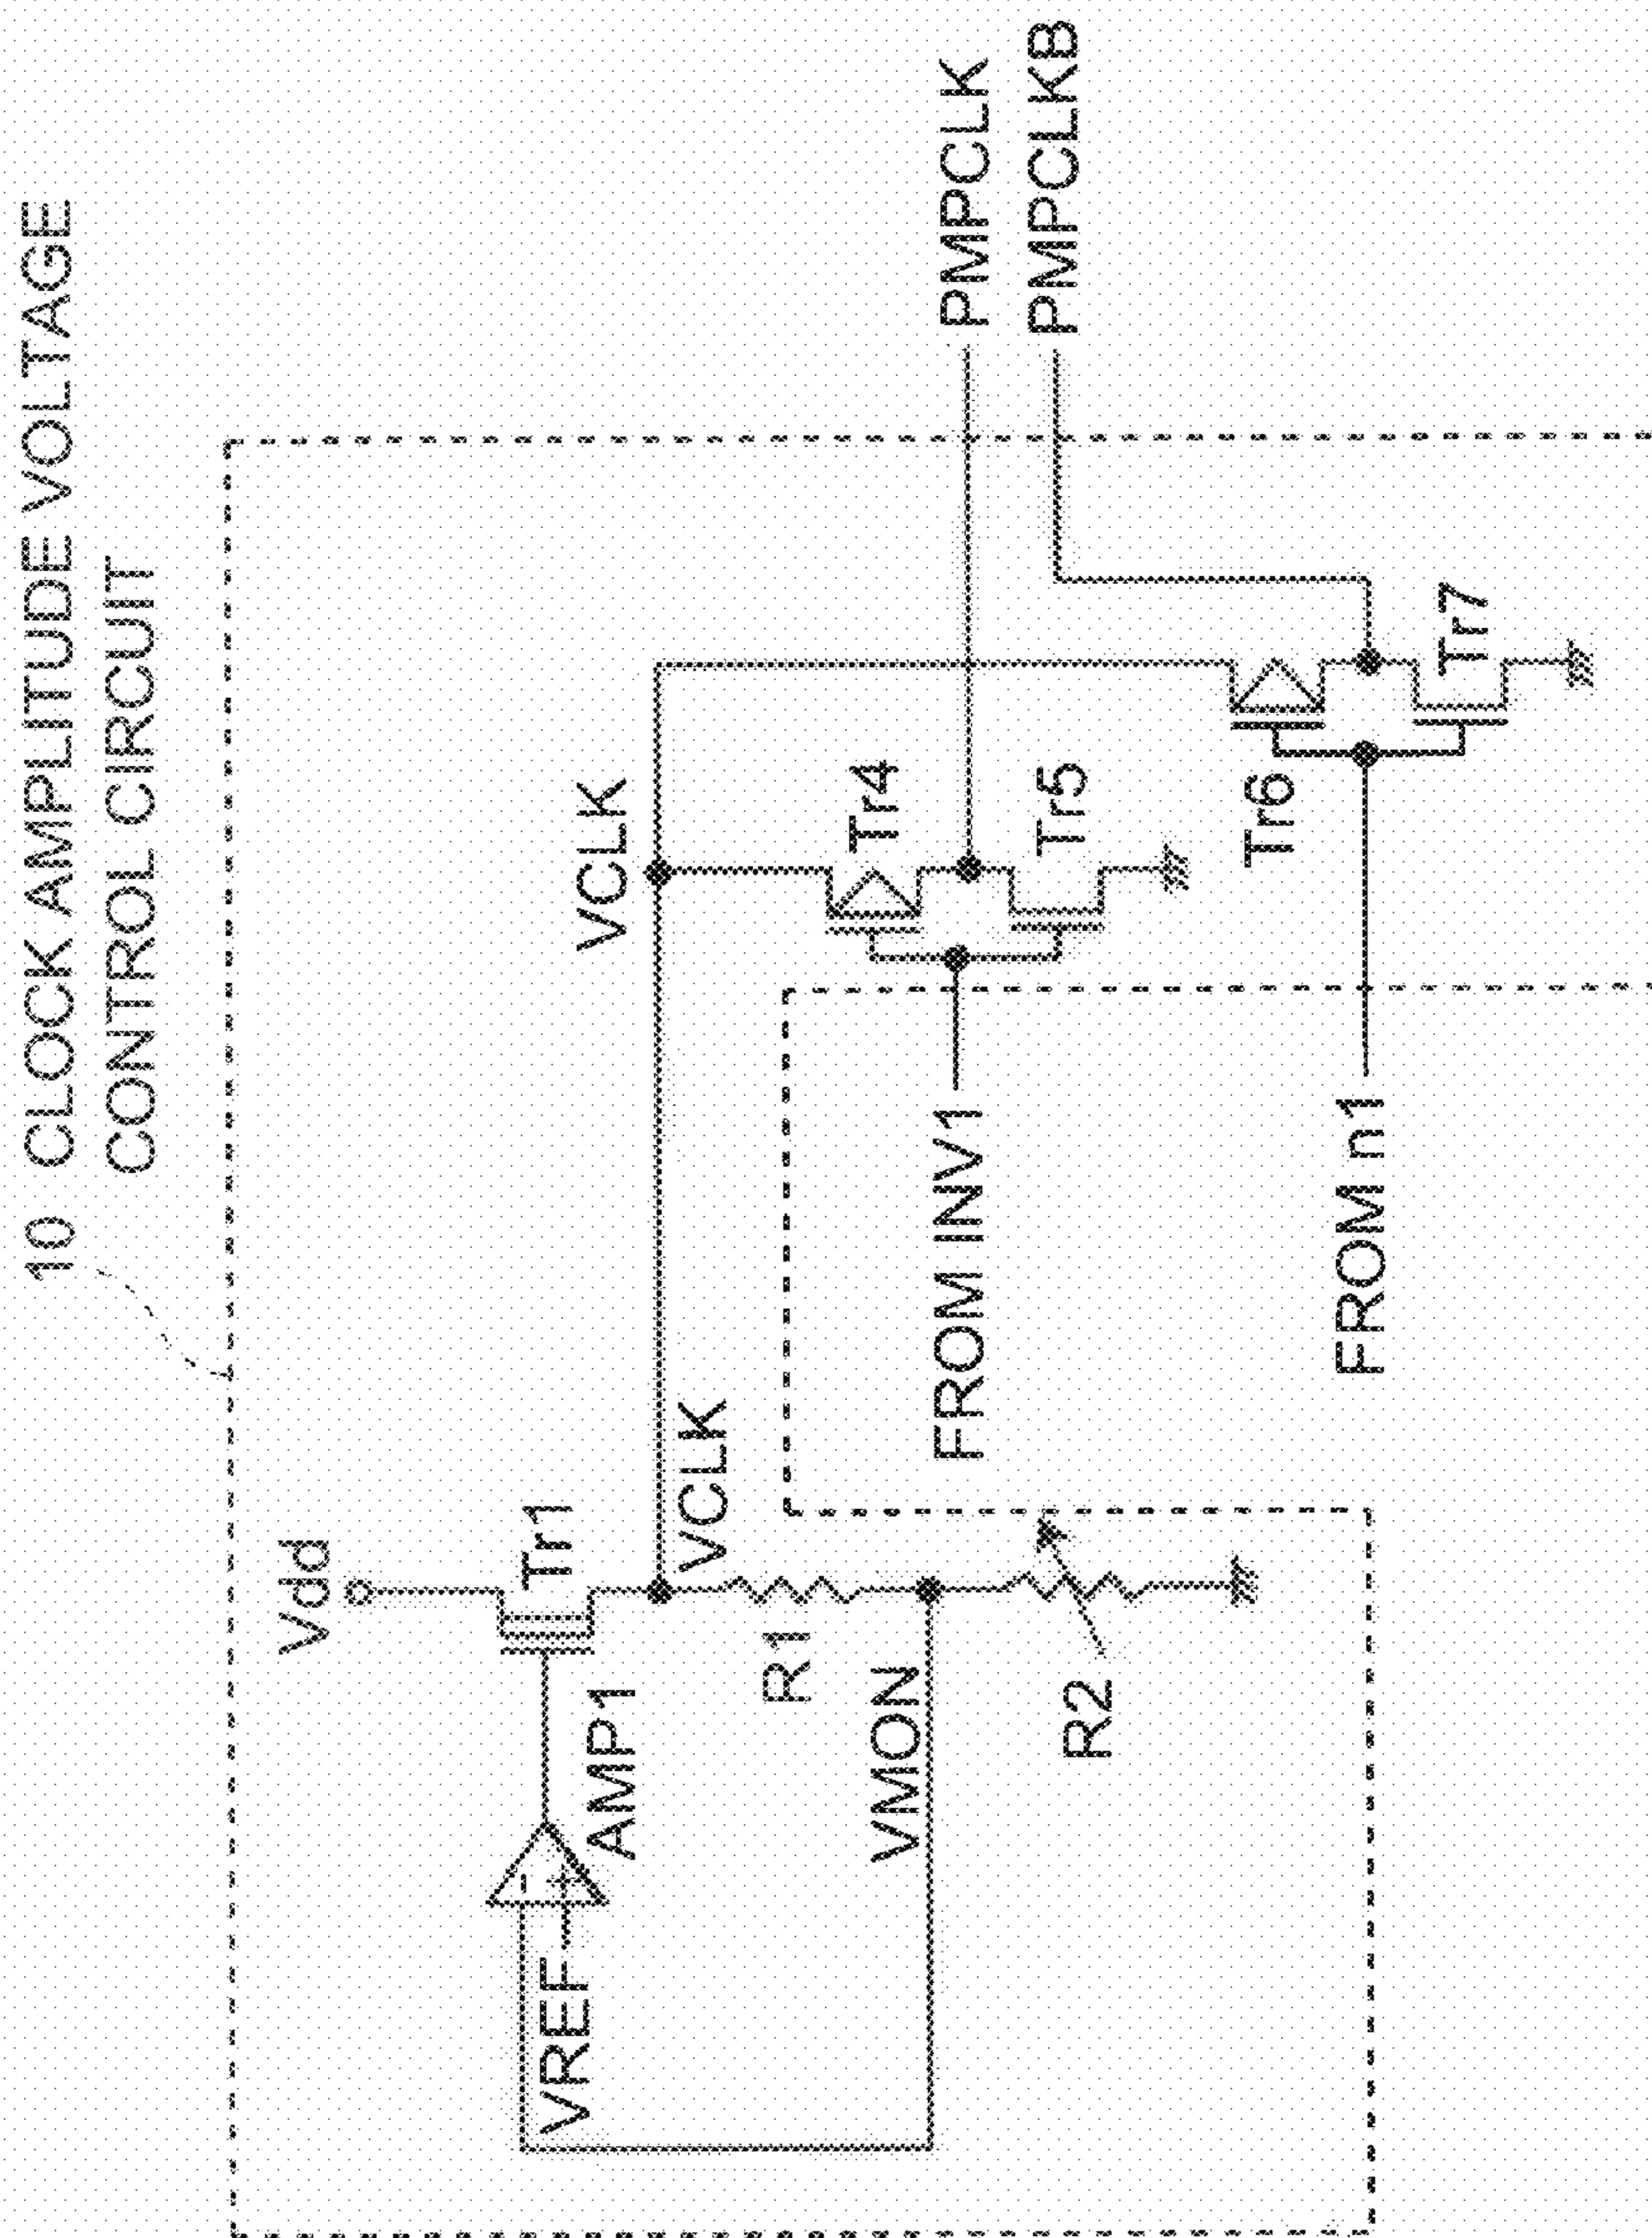 10 CLOCK AMPLITUDE VOLTAGE
CONTROL CIRCUIT
Vdd
Tr1
AMP1
-
+
VREF
VCLK
VCLK
R1
VMON
R2
Tr4
Tr5
FROM INV1
Tr6
Tr7
FROM n1
PMPCLK
PMPCLKB